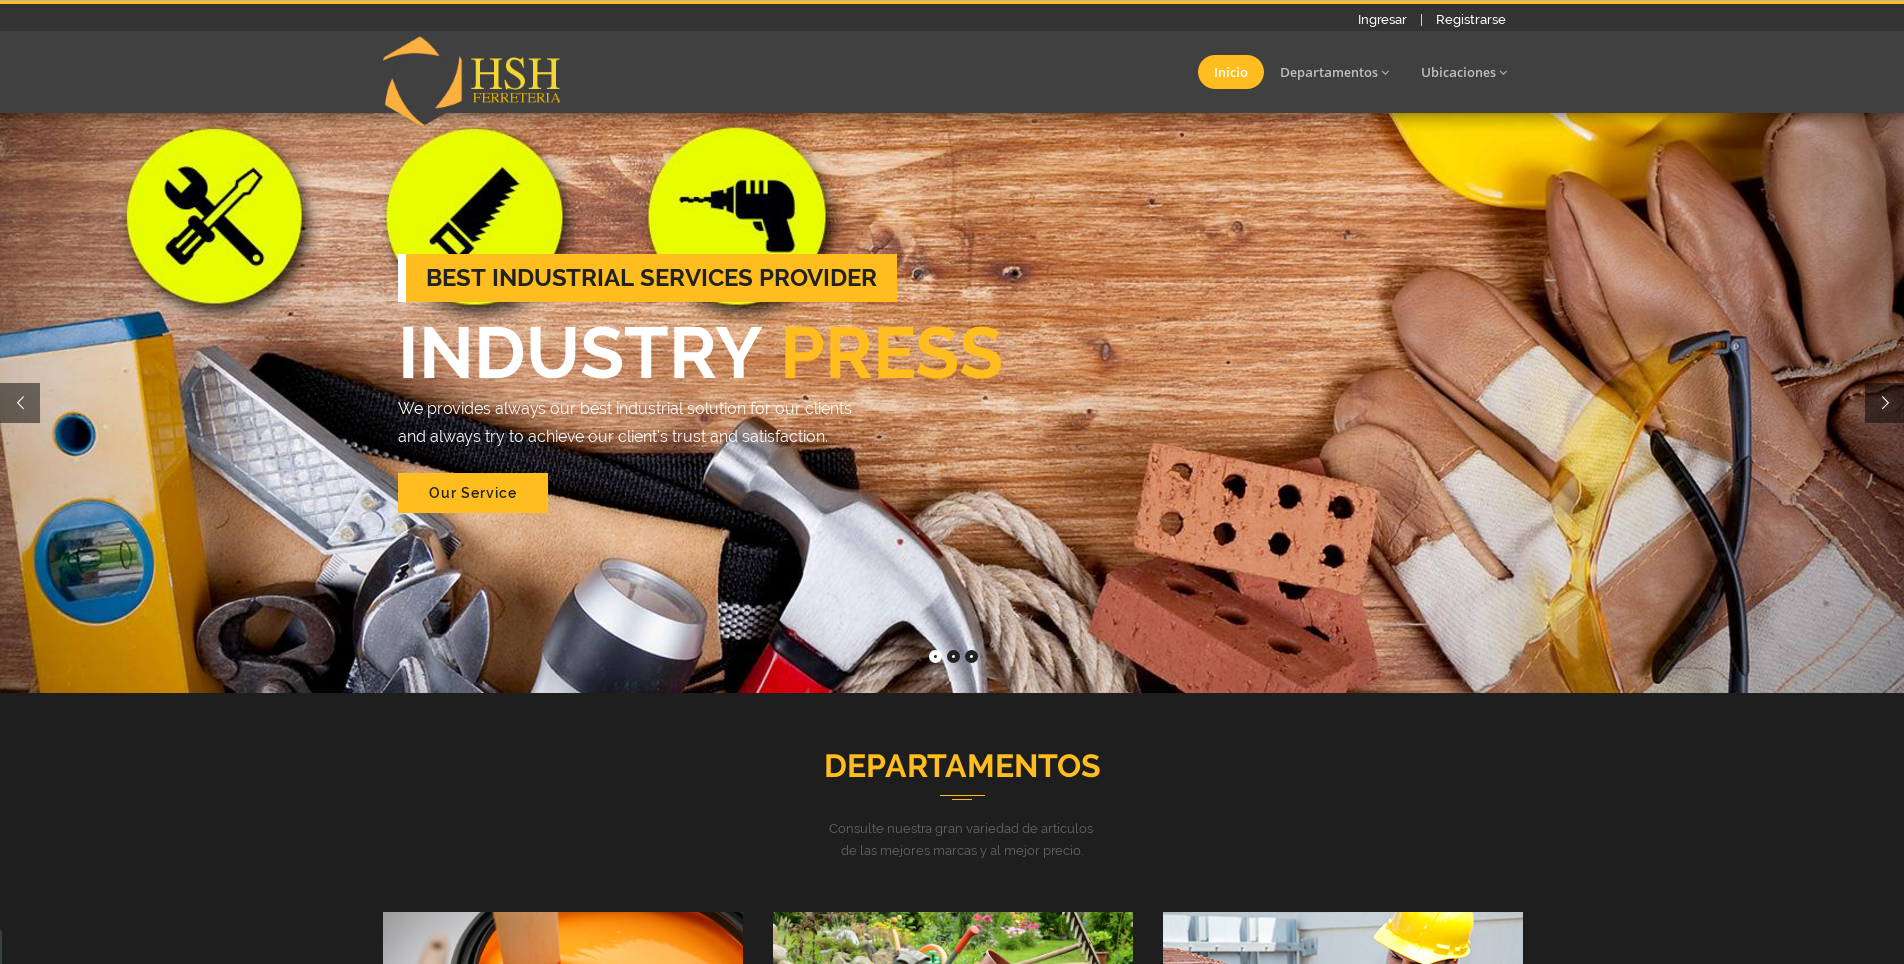 Ingresar | Registrarse
HSH
FERRETERIA
Inicio Departamentos Ubicaciones
BEST INDUSTRIAL SERVICES PROVIDER
INDUSTRY PRESS
We provides always our best industrial solution for our clients
and always try to achieve our client's trust and satisfaction.
Our Service
DEPARTAMENTOS
Consulte nuestra gran variedad de articulos
de las mejores marcas y al mejor precio.